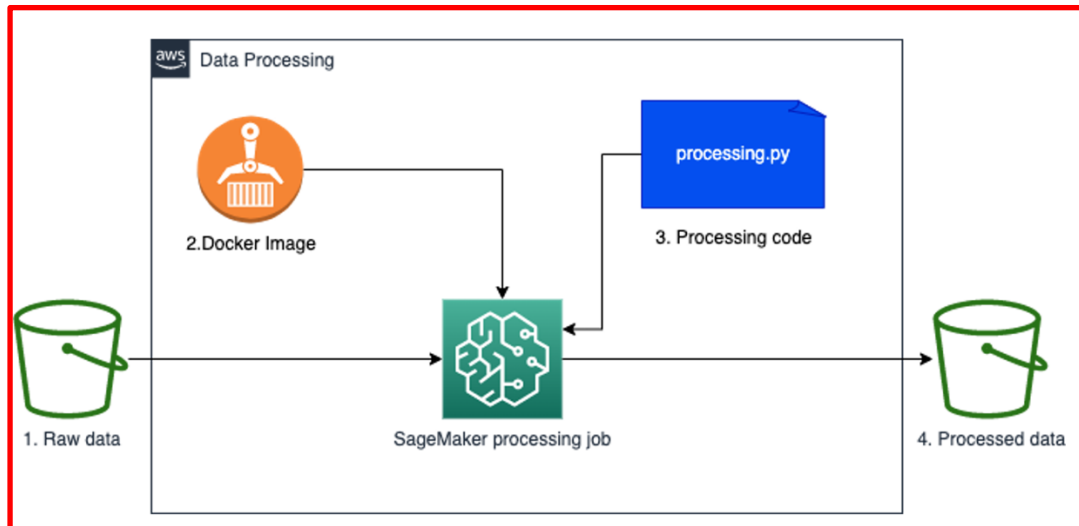 aws
Data Processing
processing.py
2.Docker Image
3. Processing code
1. Raw data
SageMaker processing job
4. Processed data